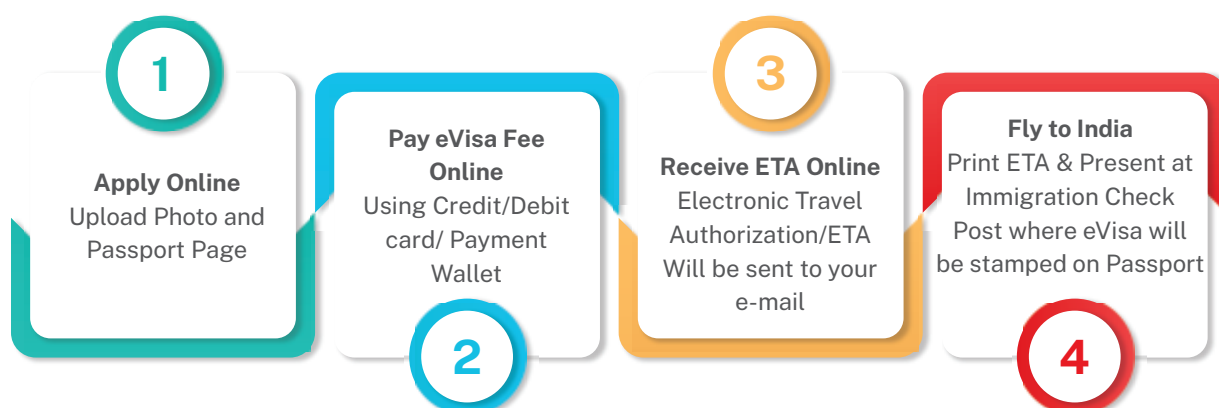 1
Apply Online
Upload Photo and
Passport Page
Pay eVisa Fee
Online
Using Credit/Debit
card/ Payment
Wallet
2
3
Receive ETA Online
Electronic Travel
Authorization/ETA
Will be sent to your
e-mail
Fly to India
Print ETA & Present at
Immigration Check
Post where eVisa will
be stamped on Passport
4